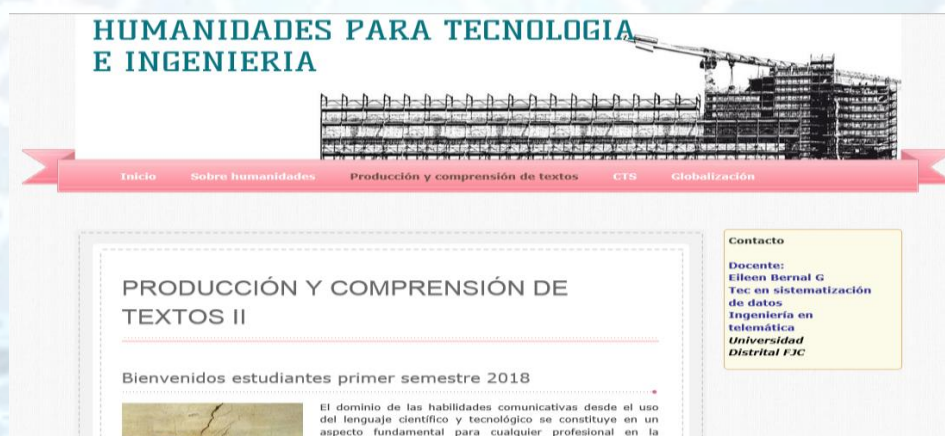 HUMANIDADES PARA TECNOLOGIA
E INGENIERIA
Inicio Sobre humanidades Producción y comprensión de textos CTS Globalización
PRODUCCIÓN Y COMPRENSIÓN DE
TEXTOS II
Bienvenidos estudiantes primer semestre 2018
El dominio de las habilidades comunicativas desde el uso
del lenguaje científico y tecnológico se constituye en un
aspecto fundamental para cualquier profesional en la
Contacto
Docente:
Eileen Bernal G
Tec en sistematización
de datos
Ingeniería en
telemática
Universidad
Distrital FJC